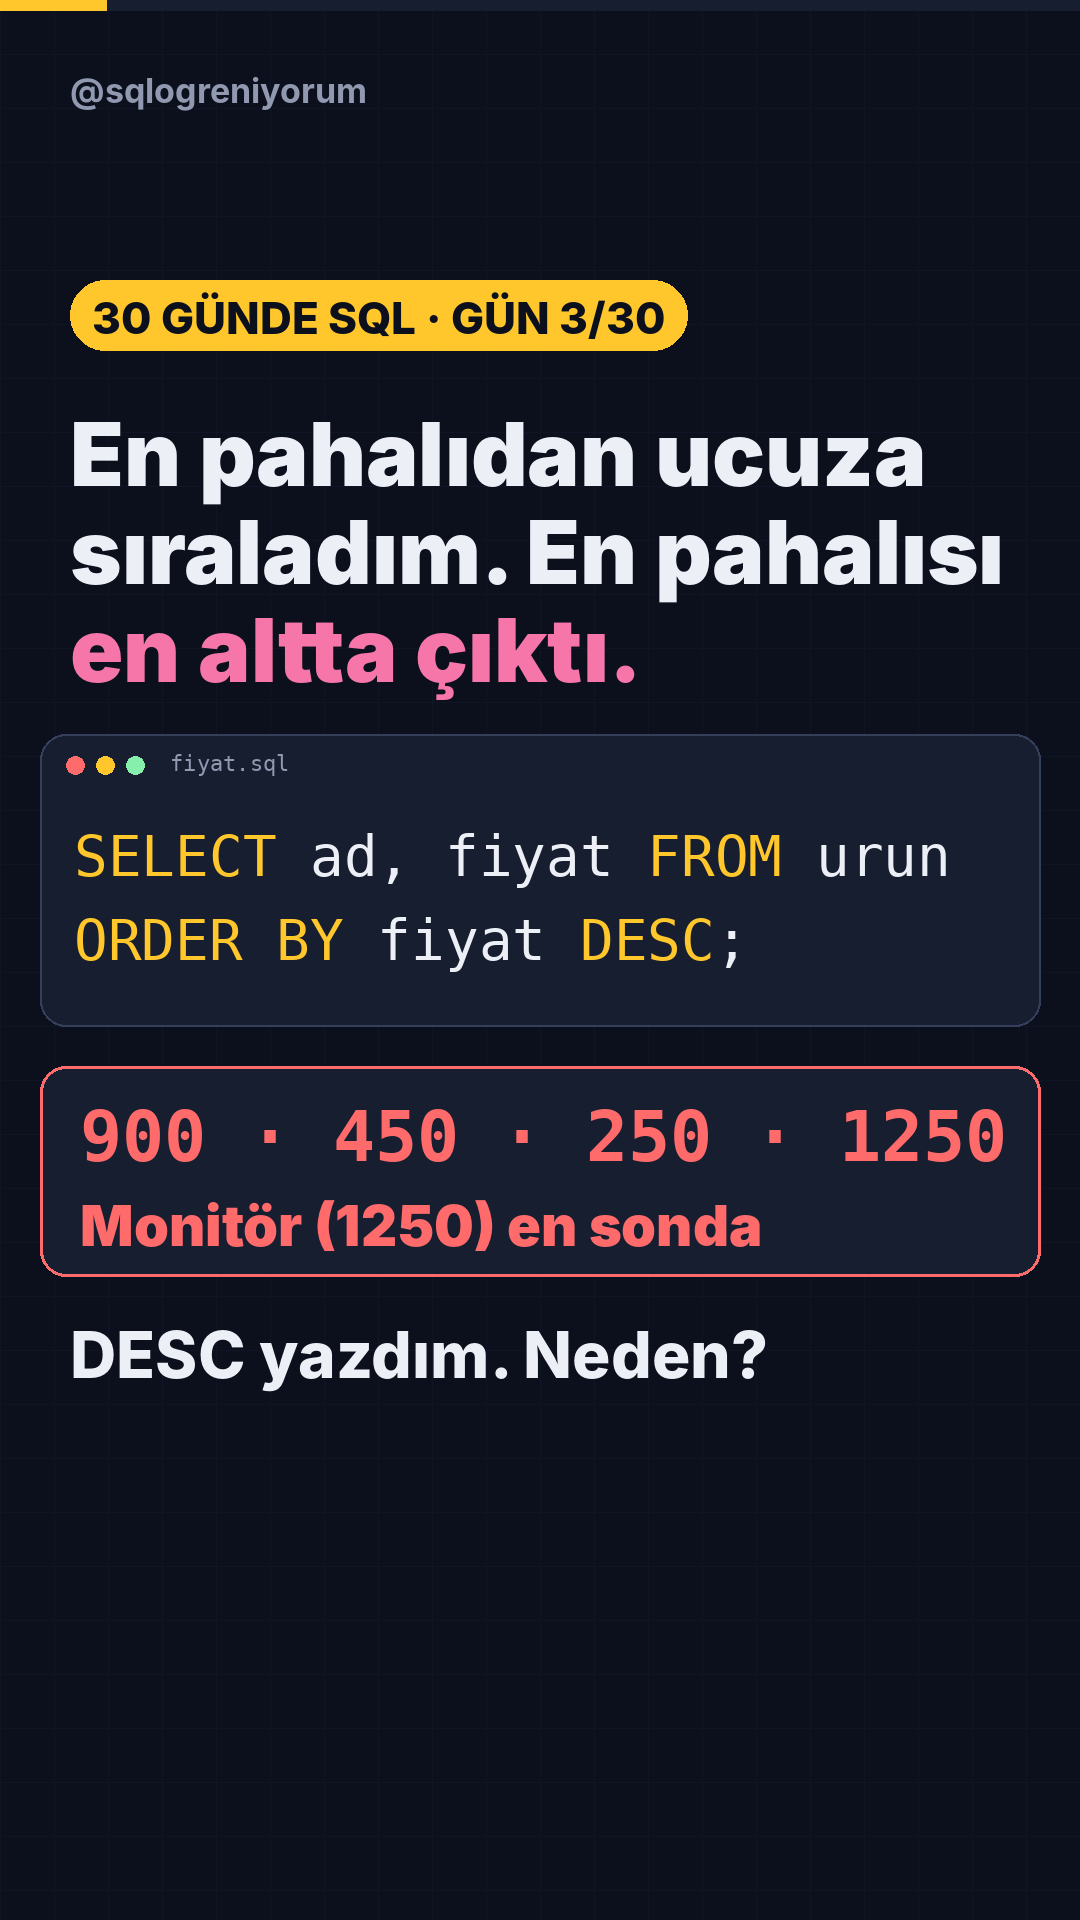 @sqlogreniyorum
30 GÜNDE SQL · GÜN 3/30
En pahalıdan ucuza
sıraladım. En pahalısı
en altta çıktı.
fiyat.sql
SELECT ad, fiyat FROM urun
ORDER BY fiyat DESC;
900 · 450 · 250 · 1250
Monitör (1250) en sonda
DESC yazdım. Neden?